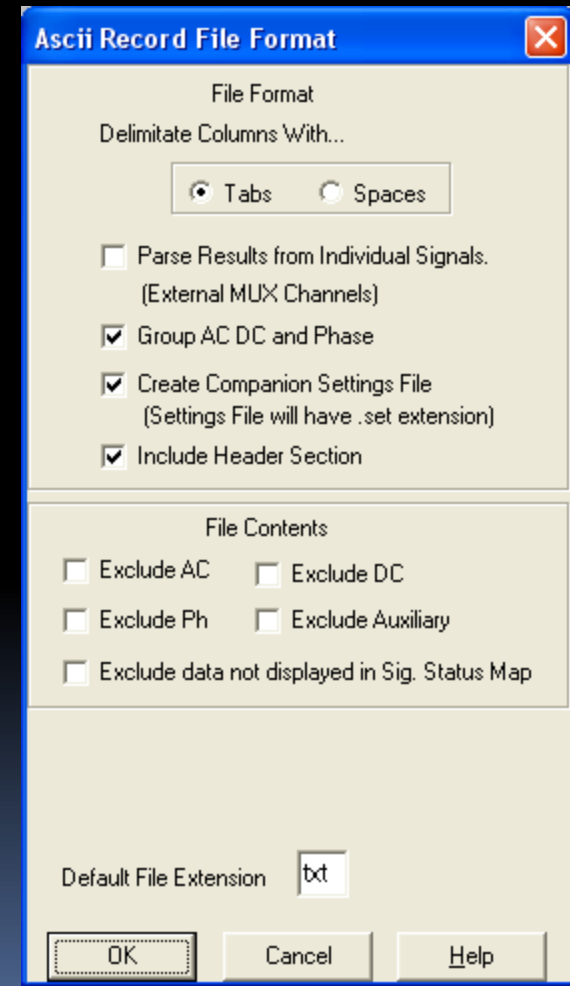 Ascii Record File Format
File Format
Delimitate Columns With...
Tabs Spaces
Parse Results from Individual Signals.
(External MUX Channels)
Group AC DC and Phase
Create Companion Settings File
(Settings File will have .set extension)
Include Header Section
File Contents
Exclude AC Exclude DC
Exclude Ph Exclude Auxiliary
Exclude data not displayed in Sig. Status Map
Default File Extension txt
OK Cancel Help